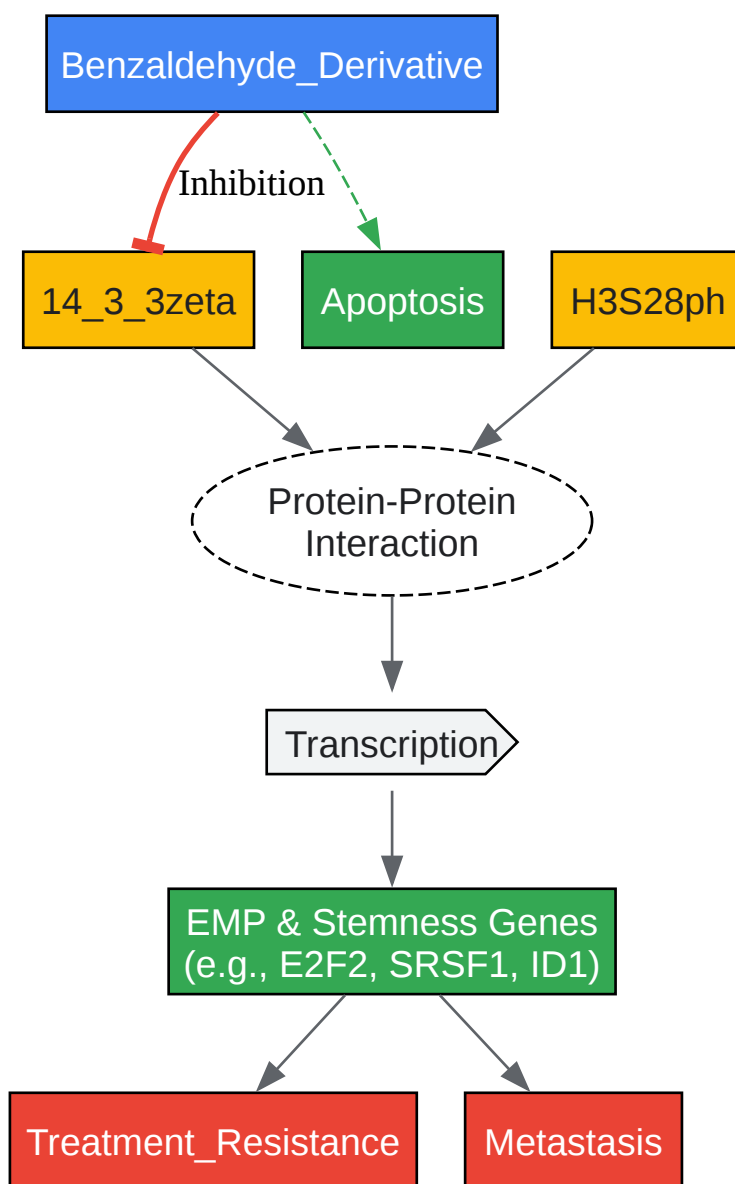 Benzaldehyde_Derivative
Inhibition
14_3_3zeta
Apoptosis
H3S28ph
Protein-Protein
Interaction
Transcription
EMP & Stemness Genes
(e.g., E2F2, SRSF1, ID1)
Treatment_Resistance
Metastasis